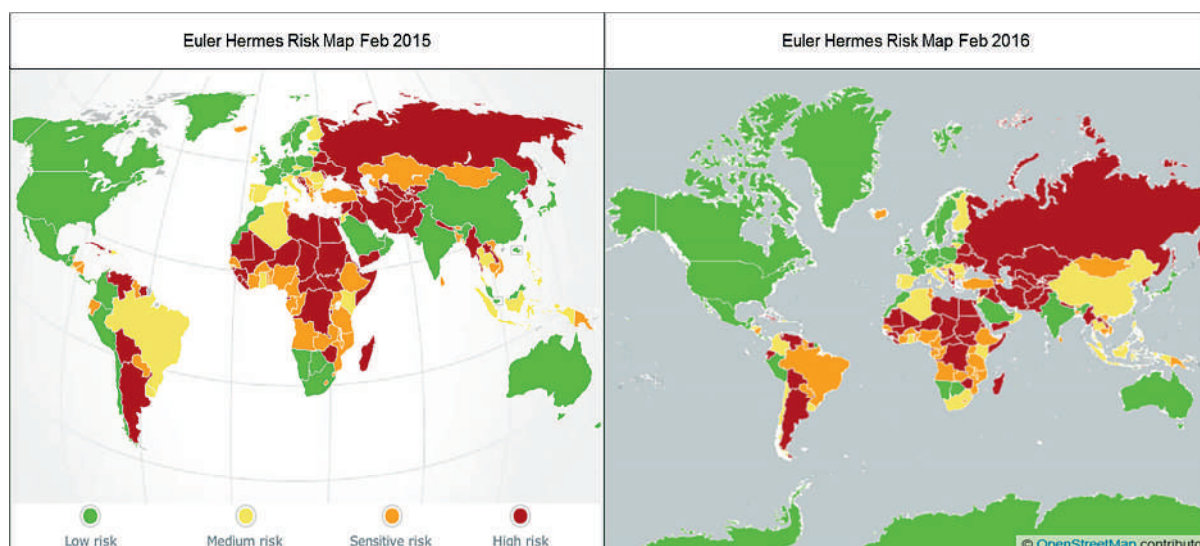 Euler Hermes Risk Map Feb 2015
Euler Hermes Risk Map Feb 2016
Low risk
Medium risk
Sensitive risk
High risk
© OpenStreetMap contributo